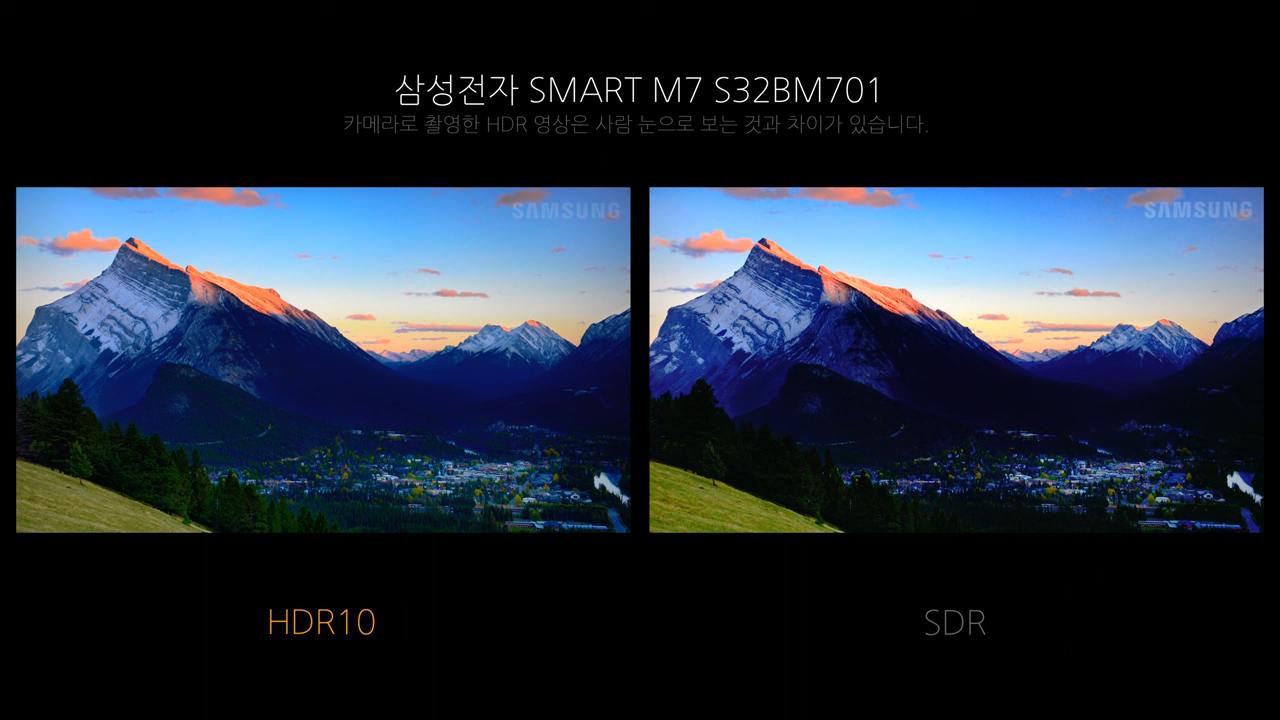 삼성전자 SMART M7 S32BM701
카메라로 촬영한 HDR 영상은 사람 눈으로 보는 것과 차이가 있습니다.
SAMSUNG
SAMSUNG
HDR10
SDR